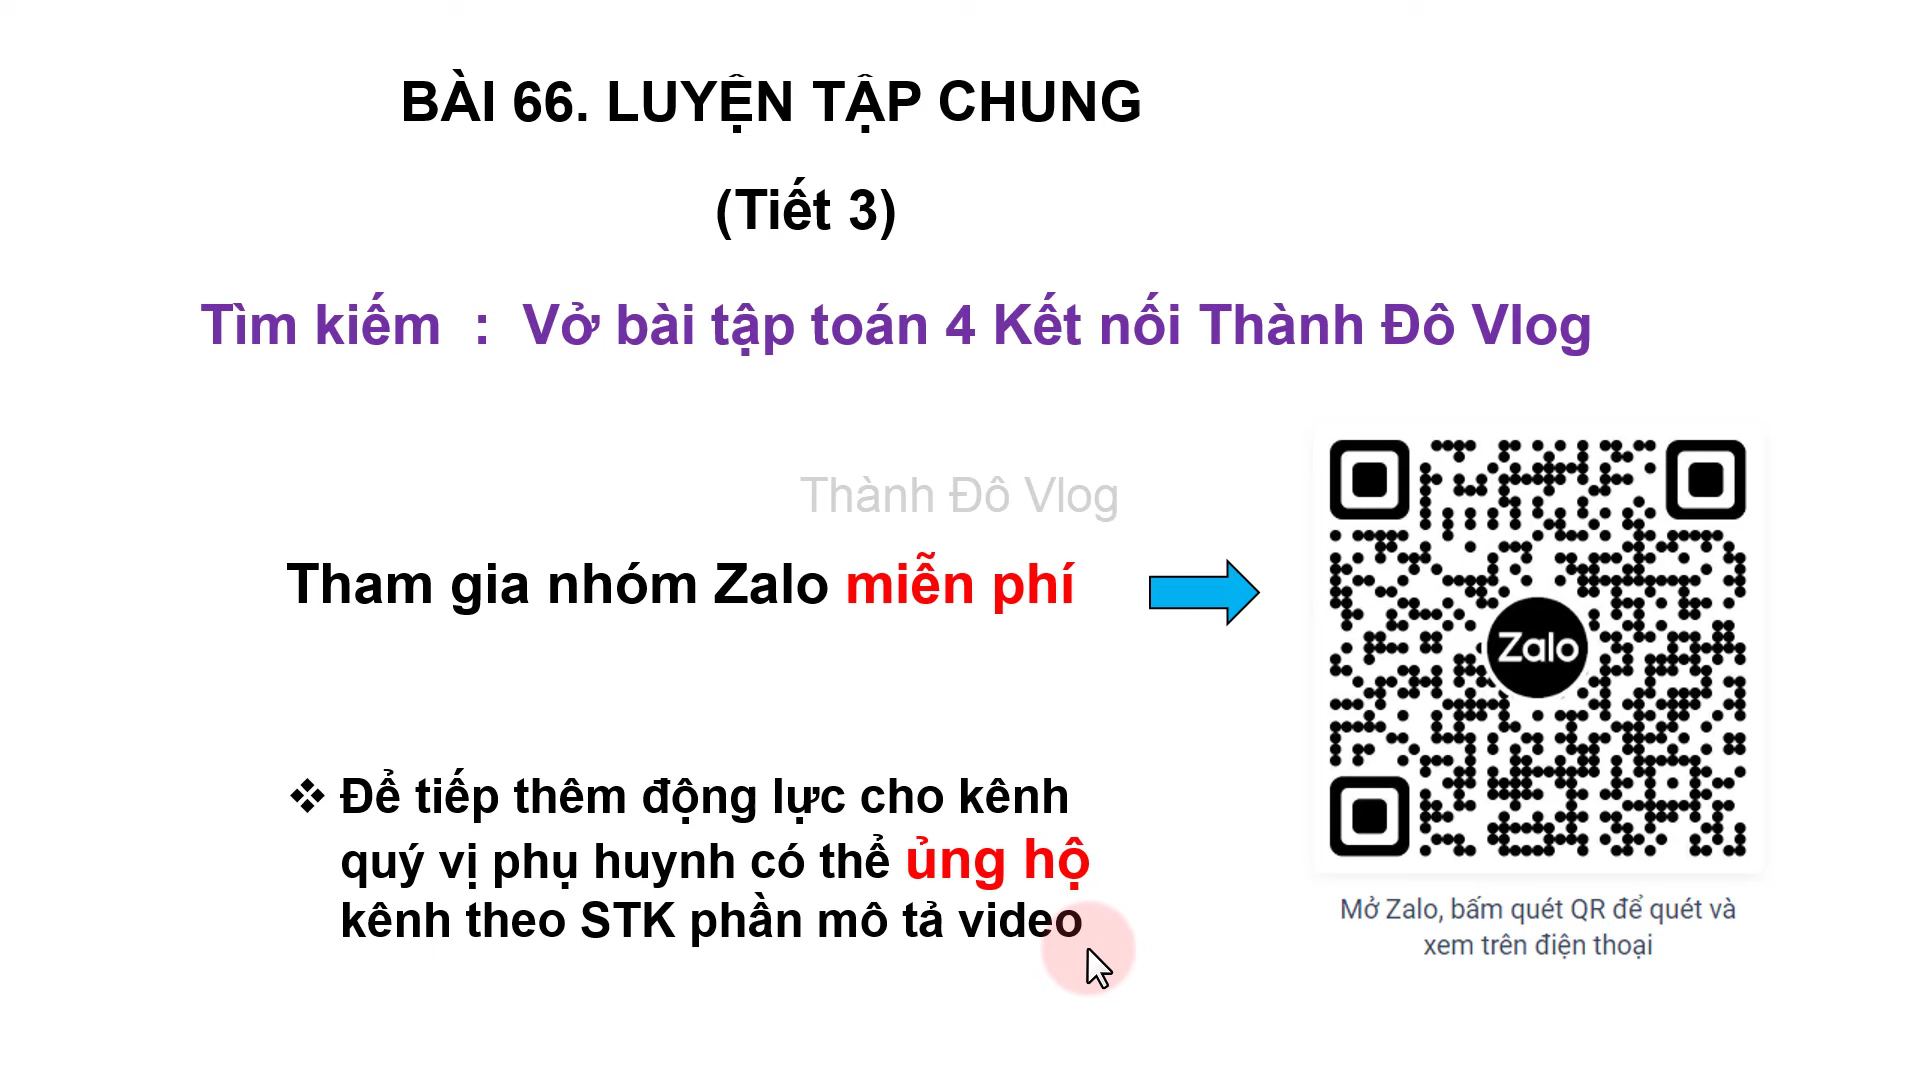 BÀI 66. LUYỆN TẬP CHUNG
(Tiết 3)
Tìm kiếm : Vở bài tập toán 4 Kết nối Thành Đô Vlog
Thành Đô Vlog
Tham gia nhóm Zalo miễn phí
Zalo
❖ Để tiếp thêm động lực cho kênh
quý vị phụ huynh có thể ủng hộ
kênh theo STK phần mô tả video
Mở Zalo, bấm quét QR để quét và
xem trên điện thoại